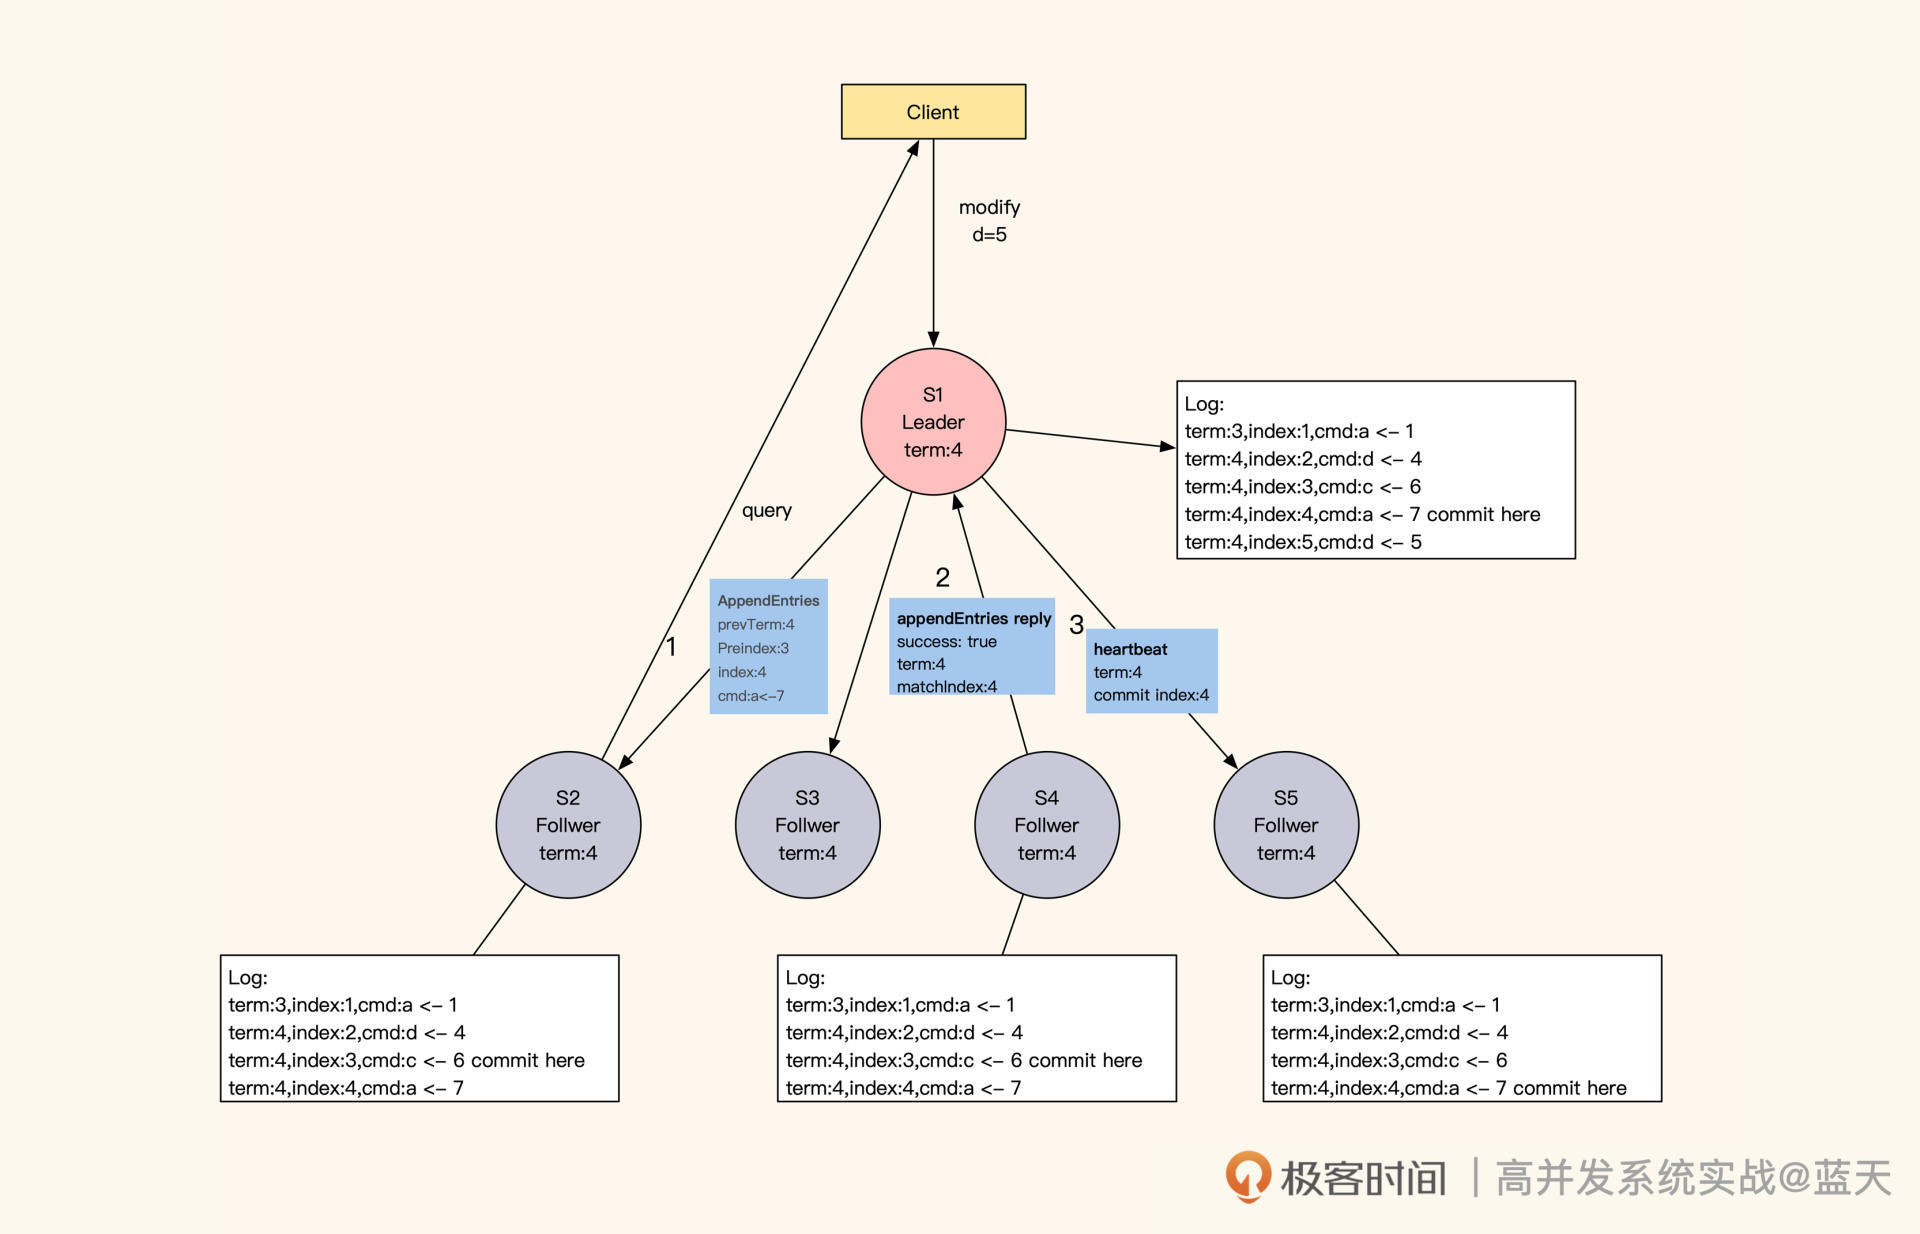 Client
modify
d=5
S1
Leader
term:4
Log:
term:3,index:1,cmd:a <- 1
term:4,index:2,cmd:d <- 4
term:4,index:3,cmd:c <- 6
term:4,index:4,cmd:a <- 7 commit here
term:4,index:5,cmd:d <- 5
query
1
AppendEntries
prevTerm:4
Preindex:3
index:4
cmd:a<-7
2
appendEntries reply
success: true
term:4
matchIndex:4
3
heartbeat
term:4
commit index:4
S2
Follwer
term:4
S3
Follwer
term:4
S4
Follwer
term:4
S5
Follwer
term:4
Log:
term:3,index:1,cmd:a <- 1
term:4,index:2,cmd:d <- 4
term:4,index:3,cmd:c <- 6 commit here
term:4,index:4,cmd:a <- 7
Log:
term:3,index:1,cmd:a <- 1
term:4,index:2,cmd:d <- 4
term:4,index:3,cmd:c <- 6 commit here
term:4,index:4,cmd:a <- 7
Log:
term:3,index:1,cmd:a <- 1
term:4,index:2,cmd:d <- 4
term:4,index:3,cmd:c <- 6
term:4,index:4,cmd:a <- 7 commit here
极客时间 | 高并发系统实战@蓝天